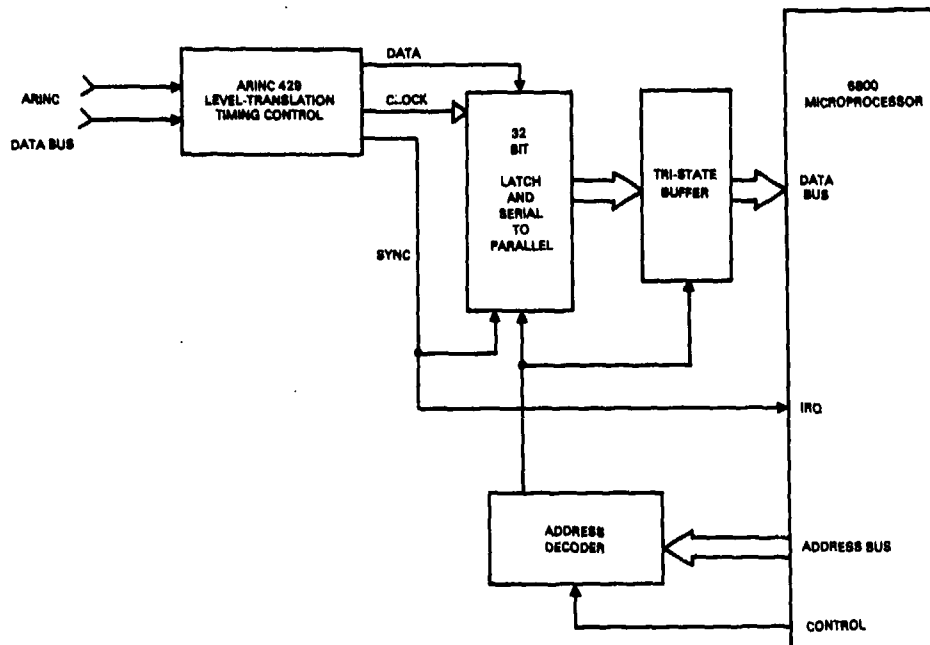 DATA
ARINC 429
LEVEL-TRANSLATION
TIMING CONTROL
CLOCK
ARINC
DATA BUS
SYNC
32
BIT
LATCH
AND
SERIAL
TO
PARALLEL
TRI-STATE
BUFFER
6800
MICROPROCESSOR
DATA
BUS
IRQ
ADDRESS
DECODER
ADDRESS BUS
CONTROL